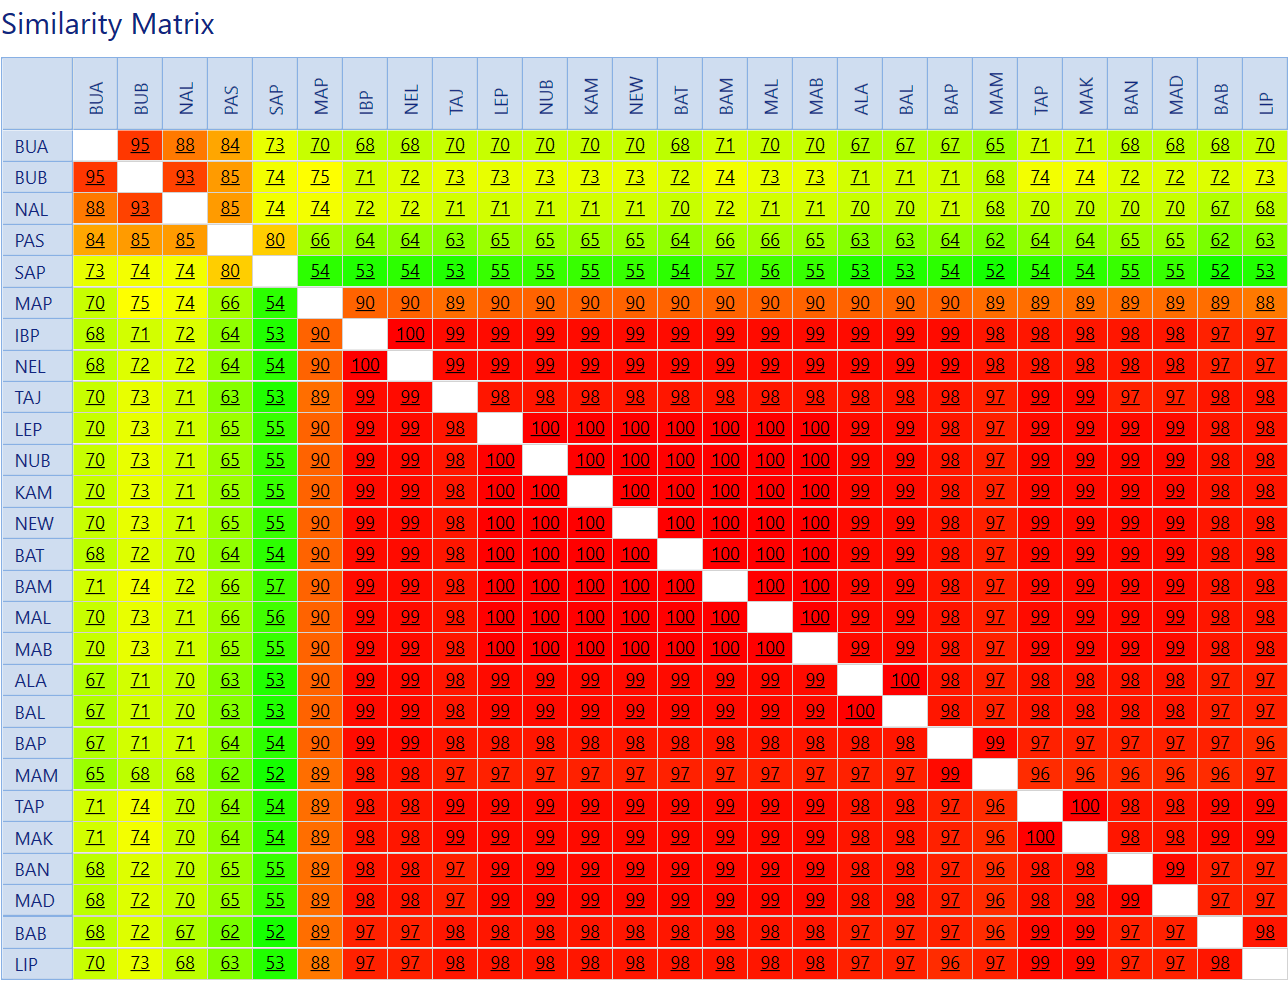 Similarity Matrix
BUA BUB NAL PAS SAP MAP IBP NEL TAJ LEP NUB KAM NEW BAT BAM MAL MAB ALA BAL BAP MAM TAP MAK BAN MAD BAB LIP
BUA 95 88 84 73 70 68 68 70 70 70 70 70 68 71 70 70 67 67 67 65 71 71 68 68 68 70
BUB 95 93 85 74 75 71 72 73 73 73 73 73 72 74 73 73 71 71 71 68 74 74 72 72 72 73
NAL 88 93 85 74 74 72 72 71 71 71 71 71 70 72 71 71 70 70 71 68 70 70 70 70 67 68
PAS 84 85 85 80 66 64 64 63 65 65 65 65 64 66 66 65 63 63 64 62 64 64 65 65 62 63
SAP 73 74 74 80 54 53 54 53 55 55 55 55 54 57 56 55 53 53 54 52 54 54 55 55 52 53
MAP 70 75 74 66 54 90 90 89 90 90 90 90 90 90 90 90 90 90 90 89 89 89 89 89 89 88
IBP 68 71 72 64 53 90 100 99 99 99 99 99 99 99 99 99 99 99 99 98 98 98 98 98 97 97
NEL 68 72 72 64 54 90 100 99 99 99 99 99 99 99 99 99 99 99 99 98 98 98 98 98 97 97
TAJ 70 73 71 63 53 89 99 99 98 98 98 98 98 98 98 98 98 98 98 97 99 99 97 97 98 98
LEP 70 73 71 65 55 90 99 99 98 100 100 100 100 100 100 100 99 99 98 97 99 99 99 99 98 98
NUB 70 73 71 65 55 90 99 99 98 100 100 100 100 100 100 100 99 99 98 97 99 99 99 99 98 98
KAM 70 73 71 65 55 90 99 99 98 100 100 100 100 100 100 100 99 99 98 97 99 99 99 99 98 98
NEW 70 73 71 65 55 90 99 99 98 100 100 100 100 100 100 100 99 99 98 97 99 99 99 99 98 98
BAT 68 72 70 64 54 90 99 99 98 100 100 100 100 100 100 100 99 99 98 97 99 99 99 99 98 98
BAM 71 74 72 66 57 90 99 99 98 100 100 100 100 100 100 100 99 99 98 97 99 99 99 99 98 98
MAL 70 73 71 66 56 90 99 99 98 100 100 100 100 100 100 100 99 99 98 97 99 99 99 99 98 98
MAB 70 73 71 65 55 90 99 99 98 100 100 100 100 100 100 100 99 99 98 97 99 99 99 99 98 98
ALA 67 71 70 63 53 90 99 99 98 99 99 99 99 99 99 99 99 100 98 97 98 98 98 98 97 97
BAL 67 71 70 63 53 90 99 99 98 99 99 99 99 99 99 99 99 100 98 97 98 98 98 98 97 97
BAP 67 71 71 64 54 90 99 99 98 98 98 98 98 98 98 98 98 98 98 99 97 97 97 97 97 96
MAM 65 68 68 62 52 89 98 98 97 97 97 97 97 97 97 97 97 97 97 99 96 96 96 96 96 97
TAP 71 74 70 64 54 89 98 98 99 99 99 99 99 99 99 99 99 98 98 97 96 100 98 98 99 99
MAK 71 74 70 64 54 89 98 98 99 99 99 99 99 99 99 99 99 98 98 97 96 100 98 98 99 99
BAN 68 72 70 65 55 89 98 98 97 99 99 99 99 99 99 99 99 98 98 97 96 98 98 99 97 97
MAD 68 72 70 65 55 89 98 98 97 99 99 99 99 99 99 99 99 98 98 97 96 98 98 99 97 97
BAB 68 72 67 62 52 89 97 97 98 98 98 98 98 98 98 98 98 97 97 97 96 99 99 97 97 98
LIP 70 73 68 63 53 88 97 97 98 98 98 98 98 98 98 98 98 97 97 96 97 99 99 97 97 98